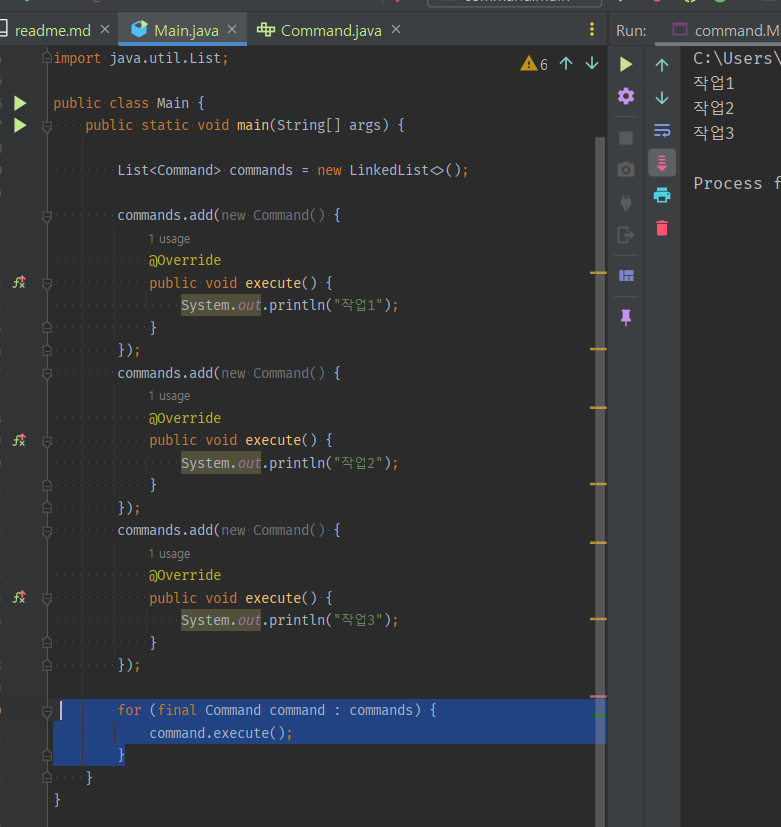 readme.md
Main.java
Command.java
Run:
command.M
import java.util.List;
6
public class Main {
public static void main(String[] args) {
List<Command> commands = new LinkedList<>();
commands.add(new Command() {
1 usage
@Override
public void execute() {
System.out.println("작업1");
}
});
commands.add(new Command() {
1 usage
@Override
public void execute() {
System.out.println("작업2");
}
});
commands.add(new Command() {
1 usage
@Override
public void execute() {
System.out.println("작업3");
}
});
for (final Command command : commands) {
command.execute();
}
}
}
C:\Users\
작업1
작업2
작업3
Process f